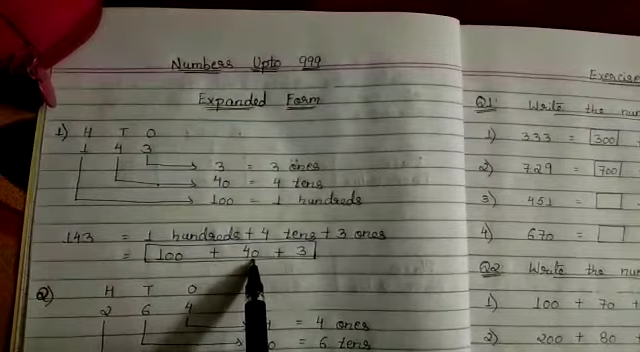 Numbers Upto 999
Expanded Form
1) H T O
1 4 3
3 = 3 ones
40 = 4 tens
100 = 1 hundreds
143 = 1 hundreds + 4 tens + 3 ones
= 100 + 40 + 3
2) H T O
2 6 4
= 4 ones
0 = 6 tens
Q1 Write the
1) 333 = 300
2) 729 = 700
3) 451 =
4) 670 =
Q2 Write the
1) 100 + 70 +
2) 200 + 80